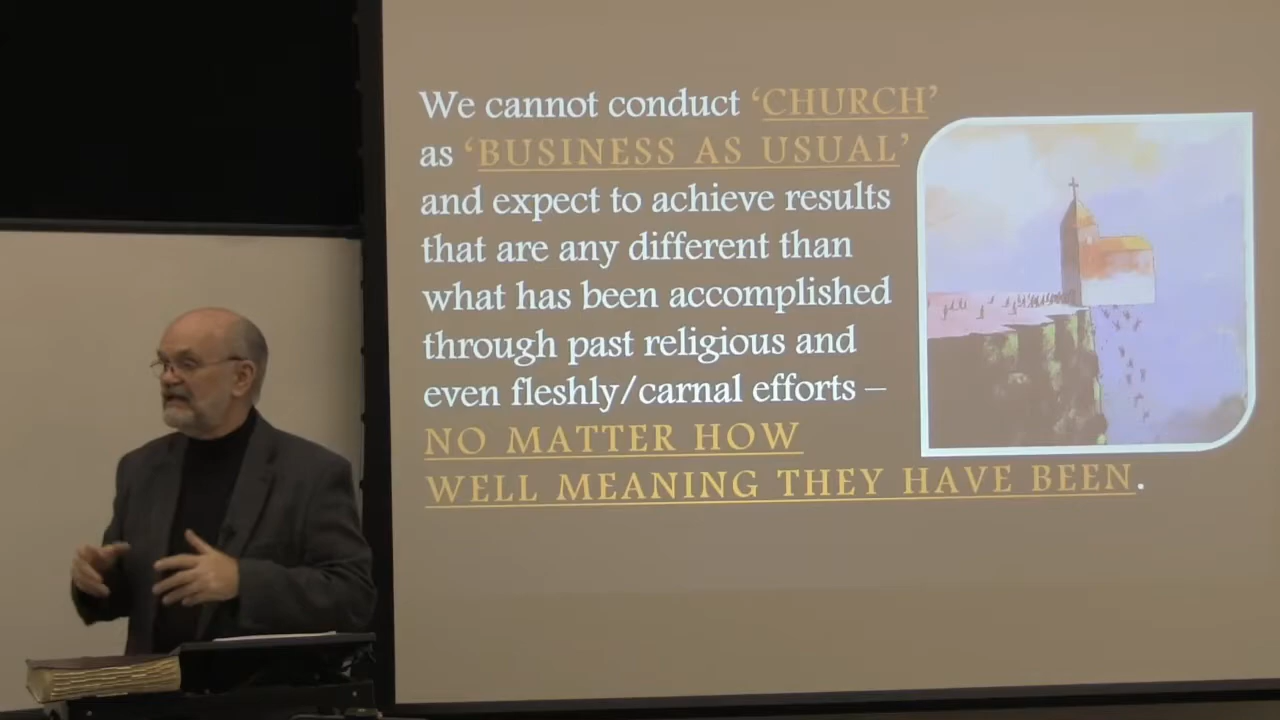 We cannot conduct ‘CHURCH’
as ‘BUSINESS AS USUAL’
and expect to achieve results
that are any different than
what has been accomplished
through past religious and
even fleshly/carnal efforts –
NO MATTER HOW
WELL MEANING THEY HAVE BEEN.